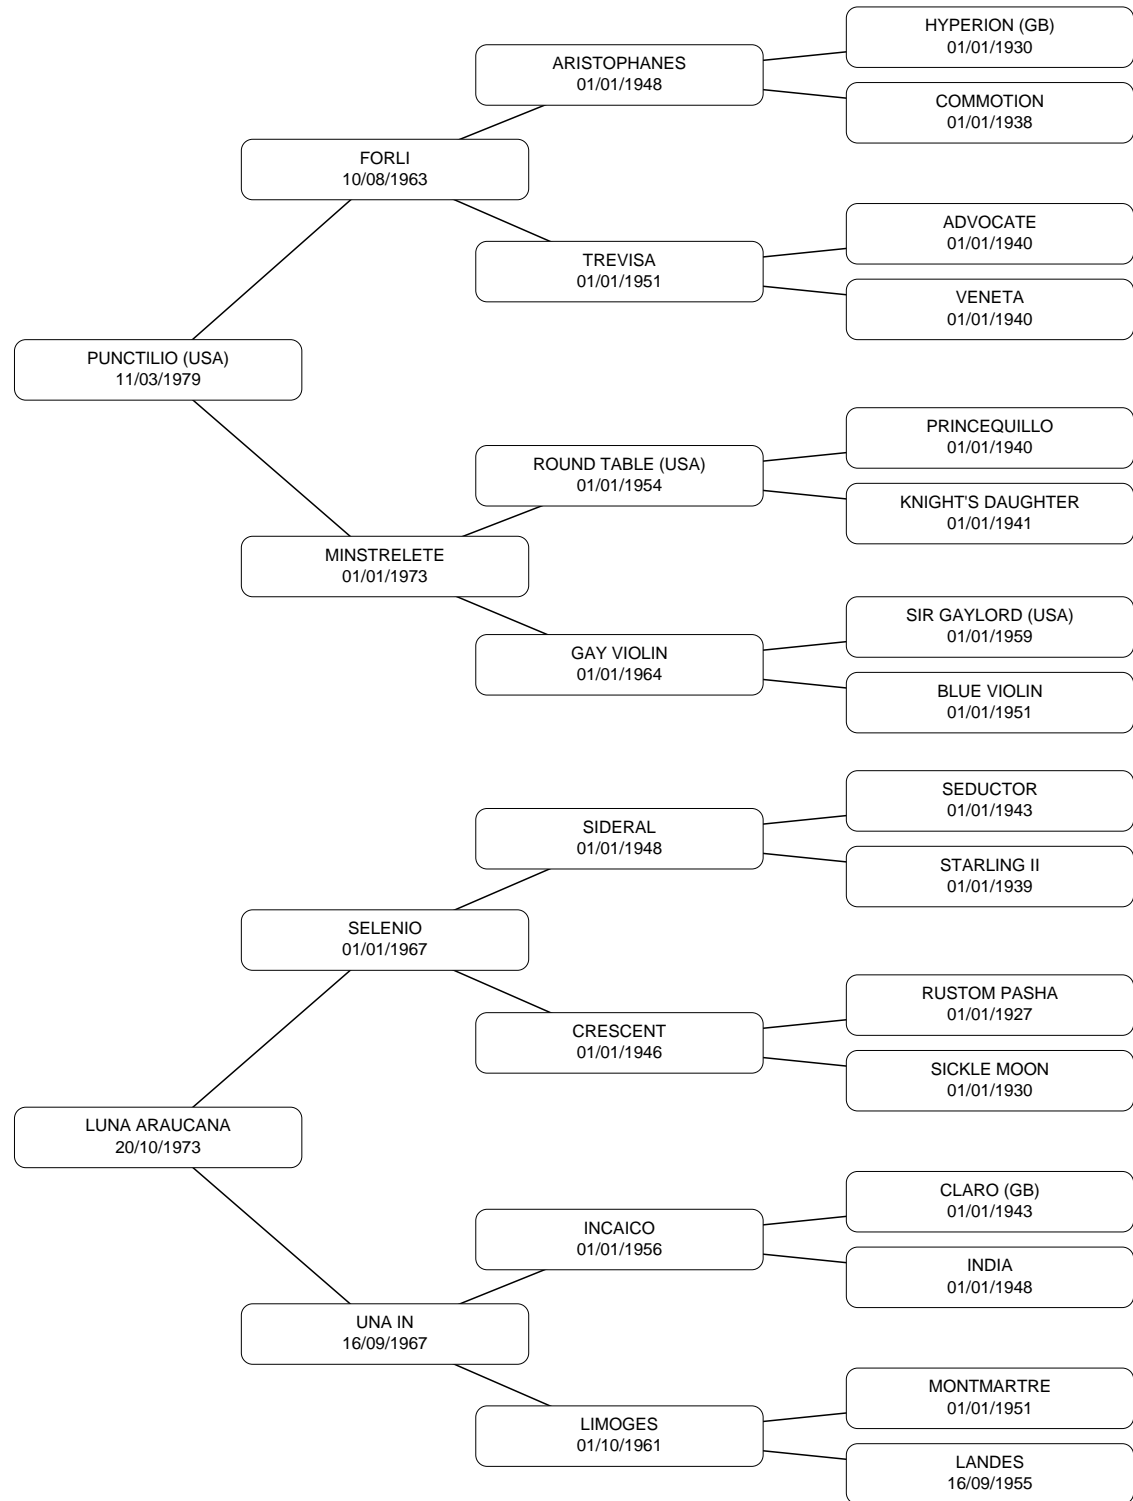 HYPERION (GB)
01/01/1930
ARISTOPHANES
01/01/1948
COMMOTION
01/01/1938
FORLI
10/08/1963
ADVOCATE
01/01/1940
TREVISA
01/01/1951
VENETA
01/01/1940
PUNCTILIO (USA)
11/03/1979
PRINCEQUILLO
01/01/1940
ROUND TABLE (USA)
01/01/1954
KNIGHT'S DAUGHTER
01/01/1941
MINSTRELETE
01/01/1973
SIR GAYLORD (USA)
01/01/1959
GAY VIOLIN
01/01/1964
BLUE VIOLIN
01/01/1951
SEDUCTOR
01/01/1943
SIDERAL
01/01/1948
STARLING II
01/01/1939
SELENIO
01/01/1967
RUSTOM PASHA
01/01/1927
CRESCENT
01/01/1946
SICKLE MOON
01/01/1930
LUNA ARAUCANA
20/10/1973
CLARO (GB)
01/01/1943
INCAICO
01/01/1956
INDIA
01/01/1948
UNA IN
16/09/1967
MONTMARTRE
01/01/1951
LIMOGES
01/10/1961
LANDES
16/09/1955